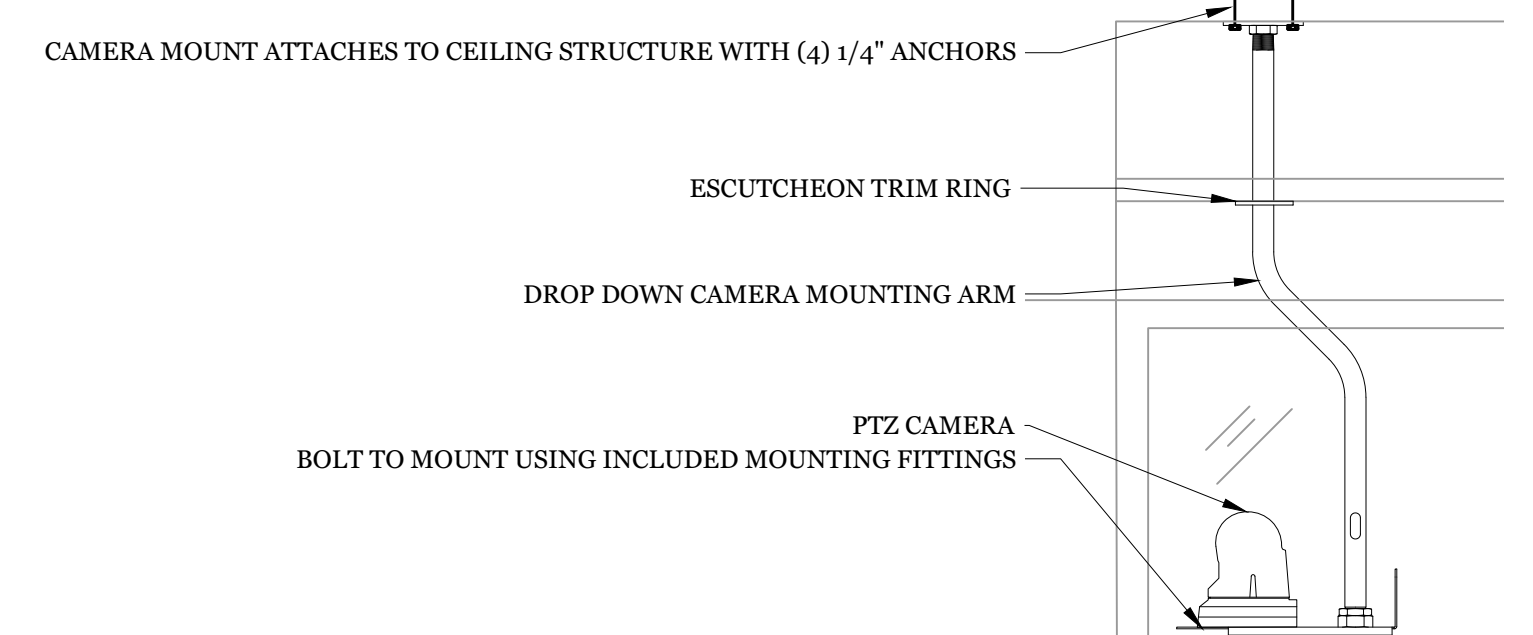 CAMERA MOUNT ATTACHES TO CEILING STRUCTURE WITH (4) 1/4" ANCHORS
ESCUTCHEON TRIM RING
DROP DOWN CAMERA MOUNTING ARM
PTZ CAMERA
BOLT TO MOUNT USING INCLUDED MOUNTING FITTINGS